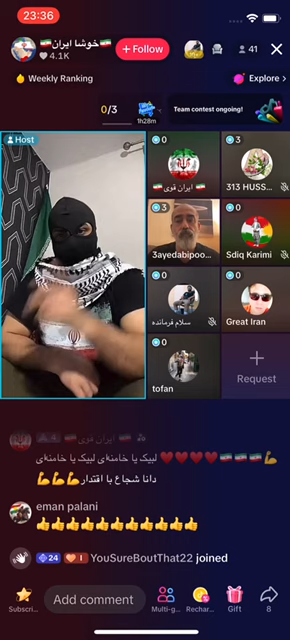 23:36
🇮🇷خوشا ایران🇮🇷
4.1K
+ Follow
41
Weekly Ranking
Explore >
0/3
1h28m
Team contest ongoing!
Host
0
3
🇮🇷 ایران قوی 🇮🇷
313 HUSS...
3
0
3ayedabipoo...
Sdiq Karimi
0
0
سلام فرمانده
Great Iran
0
tofan
Request
🇮🇷 ایران قوی 🇮🇷
لبیک یا خامنه‌ای لبیک یا خامنه‌ای ❤️❤️❤️❤️🇮🇷🇮🇷🇮🇷💪
دانا شجاع با اقتدار💪💪💪
eman palani
👍👍👍👍👍👍👍👍👍👍👍
24 1 YouSureBoutThat22 joined
Subscri...
Add comment
Multi-g...
Rechar...
Gift
8